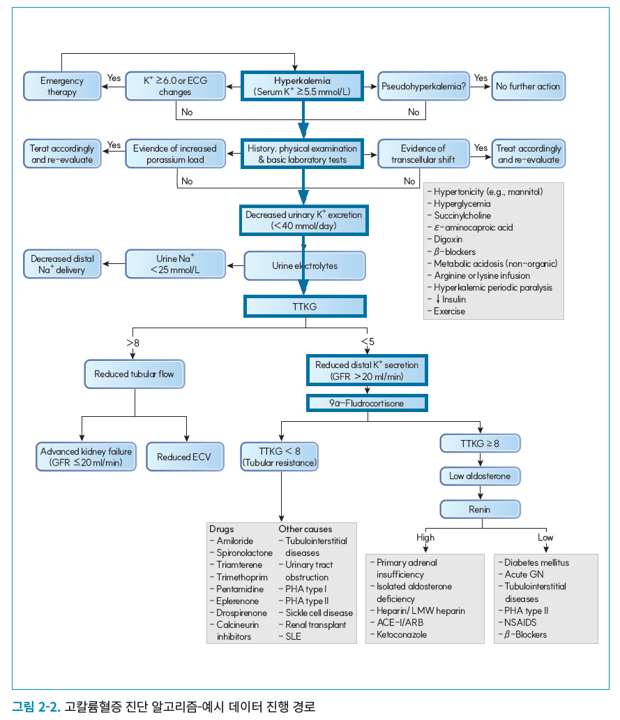 Emergency
therapy
Yes
K⁺ ≥6.0 or ECG
changes
Hyperkalemia
(Serum K⁺ ≥5.5 mmol/L)
Pseudohyperkalemia?
Yes
No further action
No
No
Terat accordingly
and re-evaluate
Yes
Eviendce of increased
porassium load
History. physical examination
& basic laboratory tests
Evidence of
transcellular shift
Yes
Treat accordingly
and re-evaluate
No
No
- Hypertonicity (e.g., mannitol)
- Hyperglycemia
- Succinylcholine
- ε-aminocaproic acid
- Digoxin
- β-blockers
- Metabolic acidosis (non-organic)
- Arginine or lysine infusion
- Hyperkalemic periodic paralysis
- ↓Insulin
- Exercise
Decreased urinary K⁺ excretion
(<40 mmol/day)
Decreased distal
Na⁺ delivery
Urine Na⁺
<25 mmol/L
Urine electrolytes
TTKG
>8
<5
Reduced tubular flow
Reduced distal K⁺ secretion
(GFR >20 ml/min)
9α-Fludrocortisone
Advanced kidney failure
(GFR ≤20 ml/min)
Reduced ECV
TTKG < 8
(Tubular resistance)
TTKG ≥ 8
Low aldosterone
Renin
High
Low
Drugs
- Amiloride
- Spironolactone
- Triamterene
- Trimethoprim
- Pentamidine
- Eplerenone
- Drospirenone
- Calcineurin
inhibitors
Other causes
- Tubulointerstitial
diseases
- Urinary tract
obstruction
- PHA type I
- PHA type II
- Sickle cell disease
- Renal transplant
- SLE
- Primary adrenal
insufficiency
- Isolated aldosterone
deficiency
- Heparin/ LMW heparin
- ACE-I/ARB
- Ketoconazole
- Diabetes mellitus
- Acute GN
- Tubulointerstitial
diseases
- PHA type II
- NSAIDS
- β-Blockers
그림 2-2. 고칼륨혈증 진단 알고리즘-예시 데이터 진행 경로